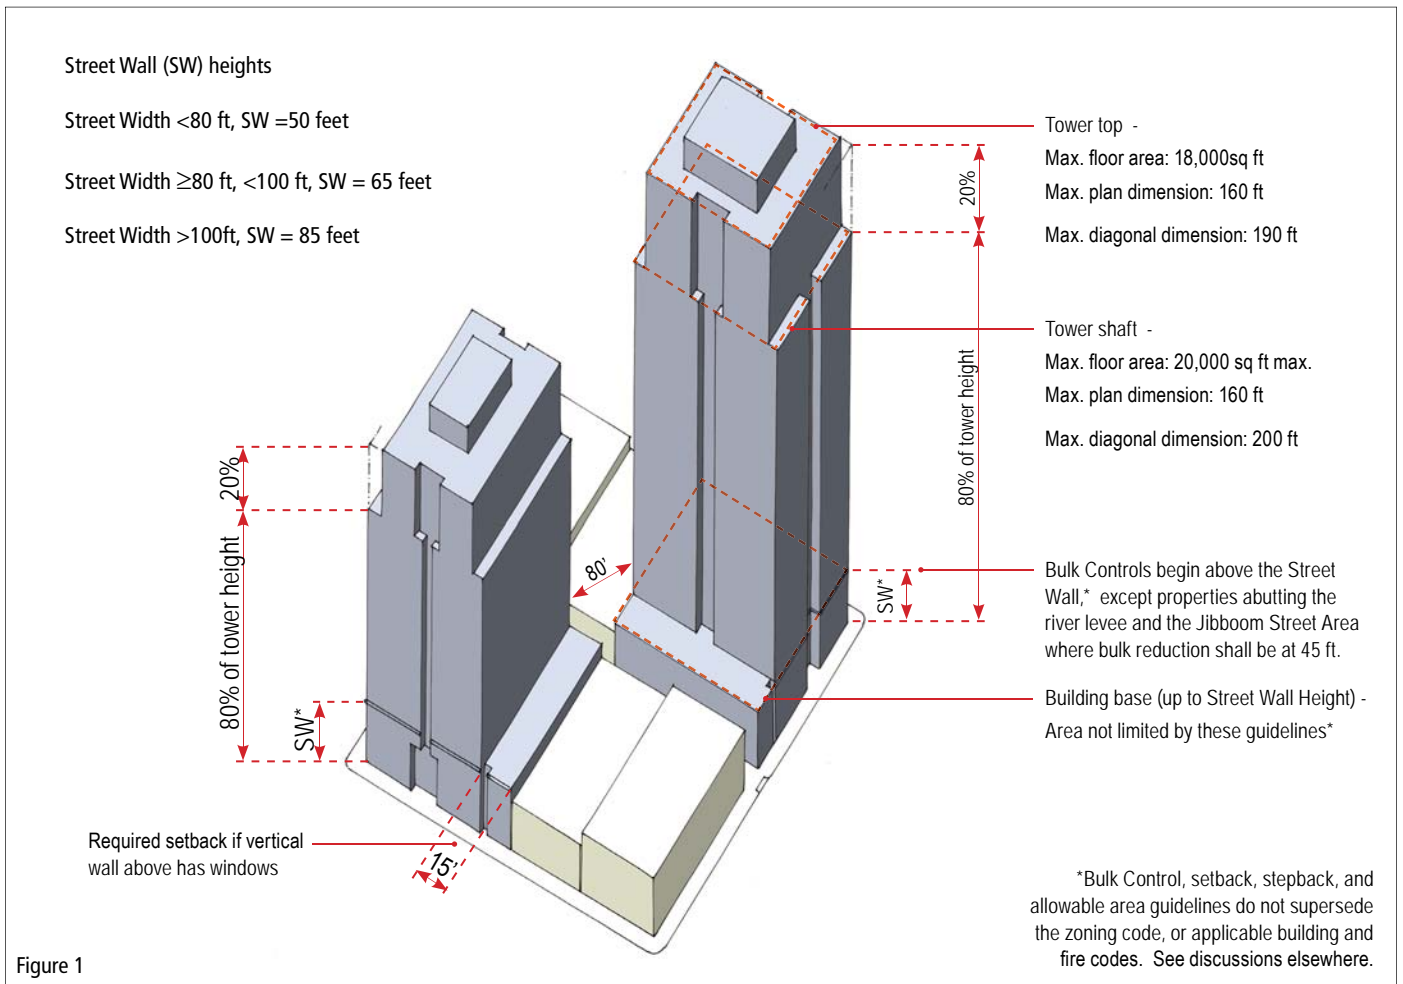 Street Wall (SW) heights
Street Width <80 ft, SW =50 feet
Street Width ≥80 ft, <100 ft, SW = 65 feet
Street Width >100ft, SW = 85 feet
Tower top -
Max. floor area: 18,000sq ft
Max. plan dimension: 160 ft
Max. diagonal dimension: 190 ft
20%
Tower shaft -
Max. floor area: 20,000 sq ft max.
Max. plan dimension: 160 ft
Max. diagonal dimension: 200 ft
80% of tower height
20%
80% of tower height
80'
SW*
SW*
Bulk Controls begin above the Street
Wall,* except properties abutting the
river levee and the Jibboom Street Area
where bulk reduction shall be at 45 ft.
Building base (up to Street Wall Height) -
Area not limited by these guidelines*
Required setback if vertical
wall above has windows
15'
*Bulk Control, setback, stepback, and
allowable area guidelines do not supersede
the zoning code, or applicable building and
fire codes. See discussions elsewhere.
Figure 1